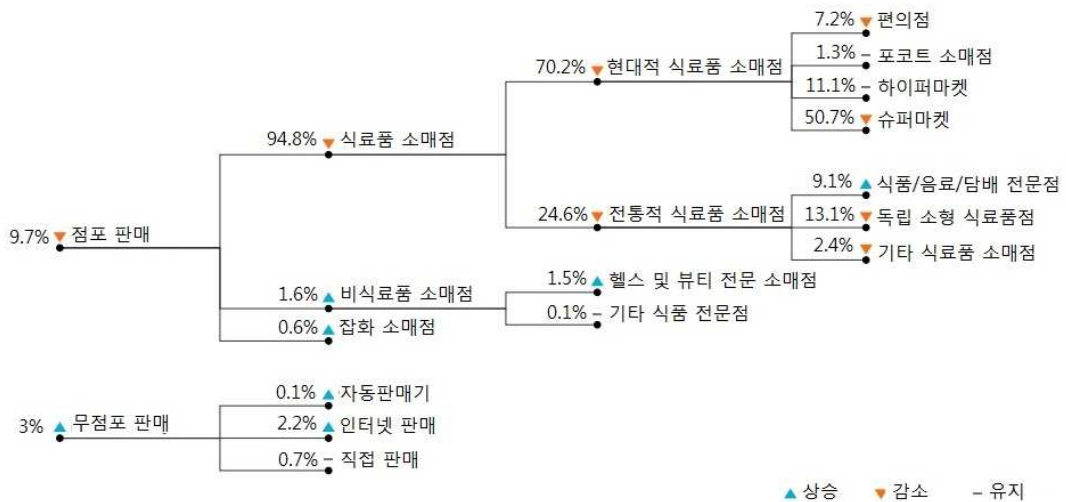 7.2% ▼ 편의점
1.3% – 포코트 소매점
70.2% ▼ 현대적 식료품 소매점
11.1% – 하이퍼마켓
50.7% ▼ 슈퍼마켓
94.8% ▼ 식료품 소매점
9.1% ▲ 식품/음료/담배 전문점
24.6% ▼ 전통적 식료품 소매점
13.1% ▼ 독립 소형 식료품점
2.4% ▼ 기타 식료품 소매점
9.7% ▼ 점포 판매
1.5% ▲ 헬스 및 뷰티 전문 소매점
1.6% ▲ 비식료품 소매점
0.1% – 기타 식품 전문점
0.6% ▲ 잡화 소매점
0.1% ▲ 자동판매기
3% ▲ 무점포 판매
2.2% ▲ 인터넷 판매
0.7% – 직접 판매
▲ 상승 ▼ 감소 – 유지